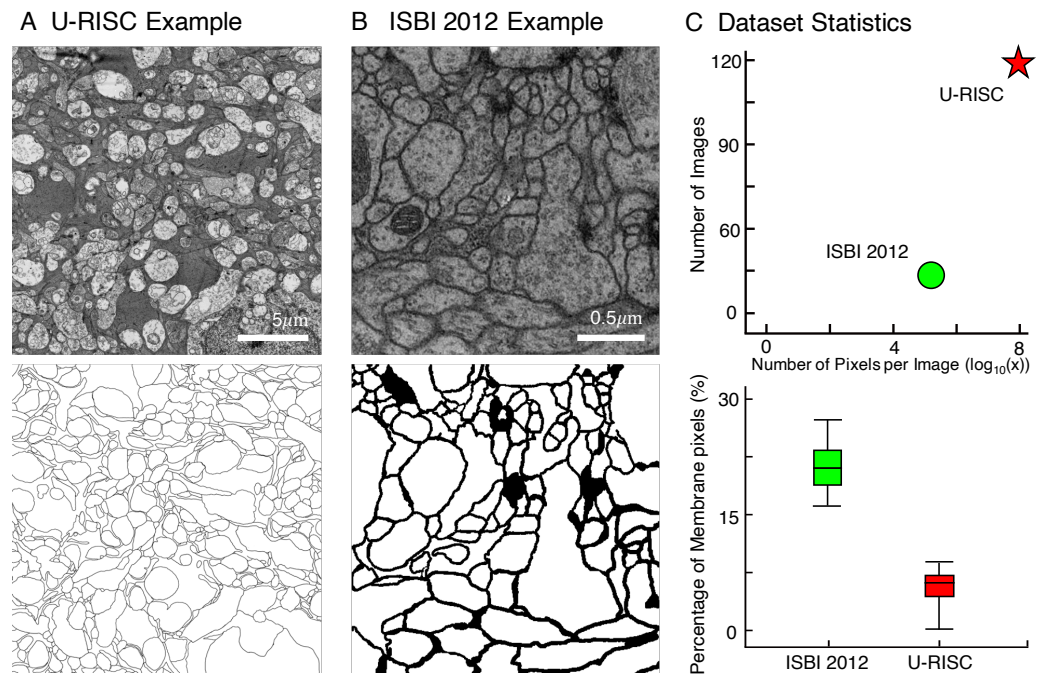 A U-RISC Example
B ISBI 2012 Example
C Dataset Statistics
5μm
0.5μm
Number of Images
120
90
60
0
U-RISC
ISBI 2012
0 4 8
Number of Pixels per Image (log₁₀(x))
Percentage of Membrane pixels (%)
30
15
0
ISBI 2012 U-RISC